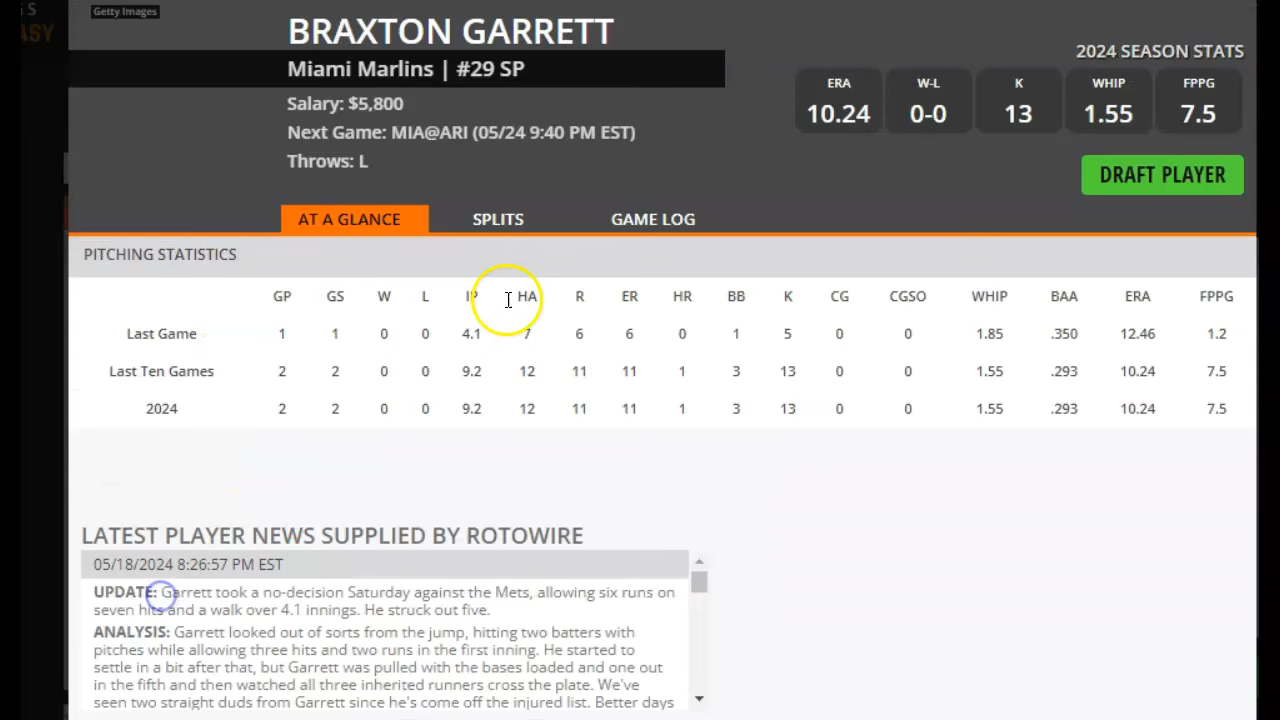 S
ASY
Getty Images
BRAXTON GARRETT
Miami Marlins | #29 SP
Salary: $5,800
Next Game: MIA@ARI (05/24 9:40 PM EST)
Throws: L
2024 SEASON STATS
ERA W-L K WHIP FPPG
10.24 0-0 13 1.55 7.5
DRAFT PLAYER
AT A GLANCE SPLITS GAME LOG
PITCHING STATISTICS
GP GS W L IP HA R ER HR BB K CG CGSO WHIP BAA ERA FPPG
Last Game 1 1 0 0 4.1 7 6 6 0 1 5 0 0 1.85 .350 12.46 1.2
Last Ten Games 2 2 0 0 9.2 12 11 11 1 3 13 0 0 1.55 .293 10.24 7.5
2024 2 2 0 0 9.2 12 11 11 1 3 13 0 0 1.55 .293 10.24 7.5
LATEST PLAYER NEWS SUPPLIED BY ROTOWIRE
05/18/2024 8:26:57 PM EST
UPDATE: Garrett took a no-decision Saturday against the Mets, allowing six runs on
seven hits and a walk over 4.1 innings. He struck out five.
ANALYSIS: Garrett looked out of sorts from the jump, hitting two batters with
pitches while allowing three hits and two runs in the first inning. He started to
settle in a bit after that, but Garrett was pulled with the bases loaded and one out
in the fifth and then watched all three inherited runners cross the plate. We've
seen two straight duds from Garrett since he's come off the injured list. Better days